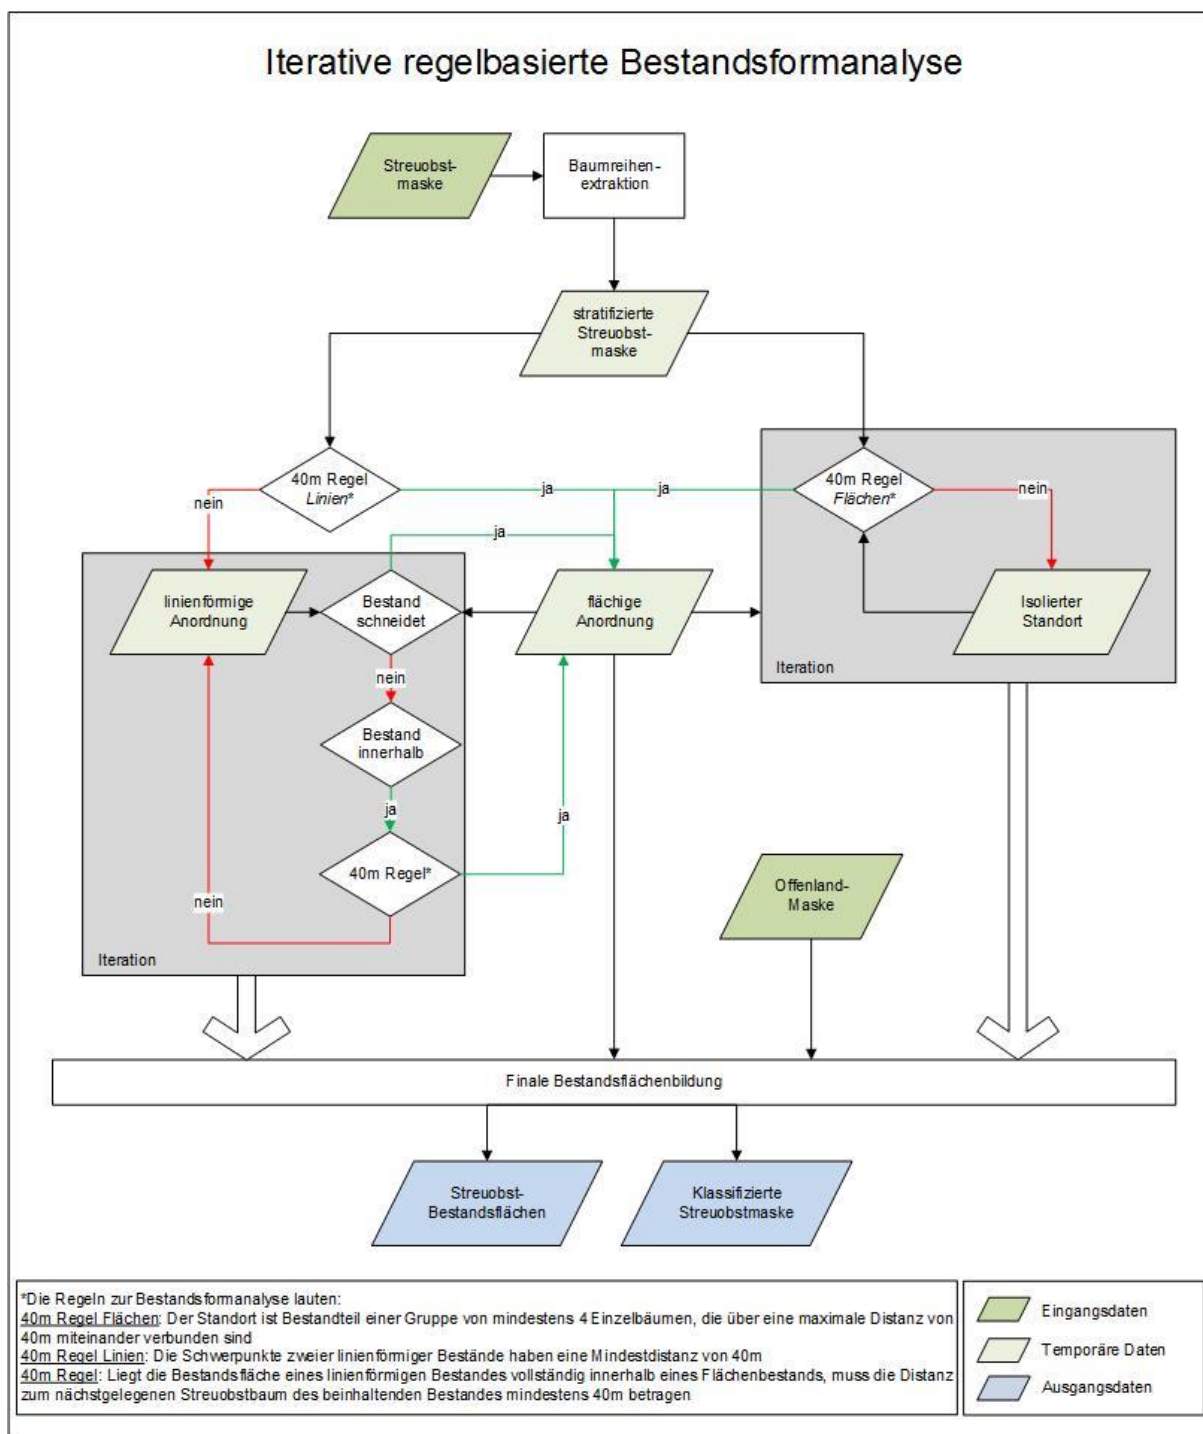 Iterative regelbasierte Bestandsformanalyse
Streuobst-
maske
Baumreihen-
extraktion
stratifizierte
Streuobst-
maske
40m Regel
Linien*
ja
ja
40m Regel
Flächen*
nein
nein
ja
linienförmige
Anordnung
Bestand
schneidet
flächige
Anordnung
Isolierter
Standort
Iteration
nein
Bestand
innerhalb
ja
ja
40m Regel*
nein
Iteration
Offenland-
Maske
Finale Bestandsflächenbildung
Streuobst-
Bestandsflächen
Klassifizierte
Streuobstmaske
*Die Regeln zur Bestandsformanalyse lauten:
40m Regel Flächen: Der Standort ist Bestandteil einer Gruppe von mindestens 4 Einzelbäumen, die über eine maximale Distanz von
40m miteinander verbunden sind
40m Regel Linien: Die Schwerpunkte zweier linienförmiger Bestände haben eine Mindestdistanz von 40m
40m Regel: Liegt die Bestandsfläche eines linienförmigen Bestandes vollständig innerhalb eines Flächenbestands, muss die Distanz
zum nächstgelegenen Streuobstbaum des beinhaltenden Bestandes mindestens 40m betragen
Eingangsdaten
Temporäre Daten
Ausgangsdaten